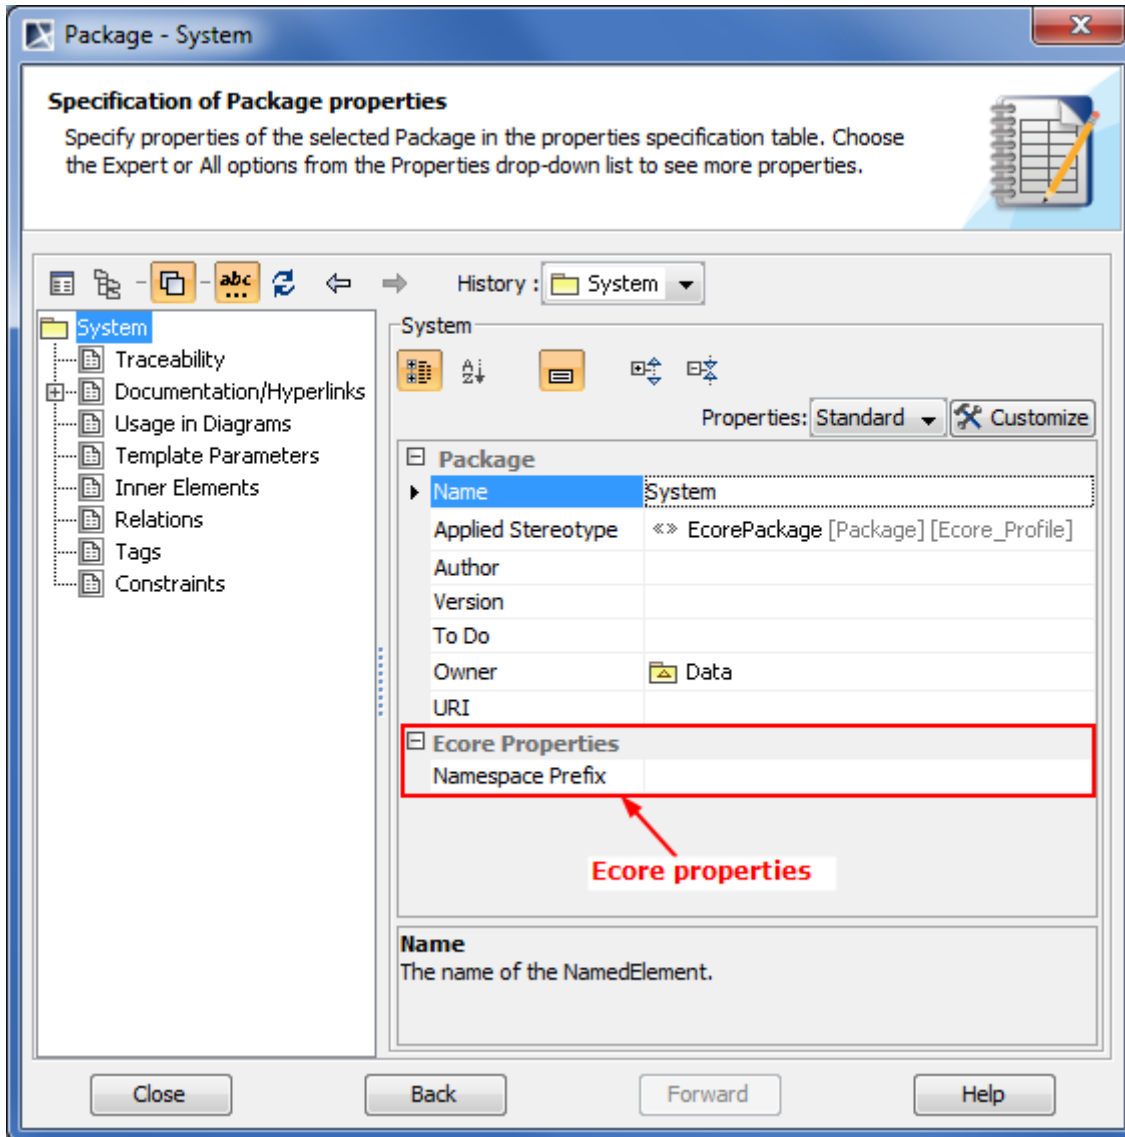 Package - System
Specification of Package properties
Specify properties of the selected Package in the properties specification table. Choose
the Expert or All options from the Properties drop-down list to see more properties.
abc
History : System
System
Traceability
Documentation/Hyperlinks
Usage in Diagrams
Template Parameters
Inner Elements
Relations
Tags
Constraints
System
Properties: Standard Customize
Package
Name System
Applied Stereotype «» EcorePackage [Package] [Ecore_Profile]
Author
Version
To Do
Owner Data
URI
Ecore Properties
Namespace Prefix
Ecore properties
Name
The name of the NamedElement.
Close Back Forward Help